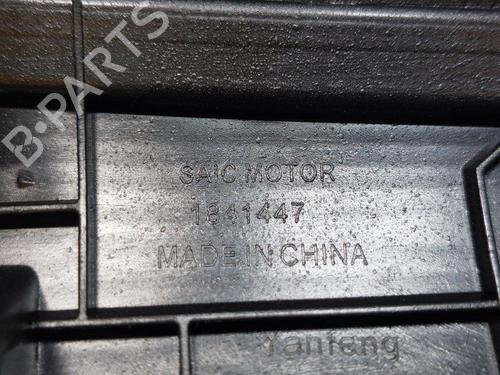 B-PARTS
SAIC MOTOR
1841447
MADE IN CHINA
Yanfeng